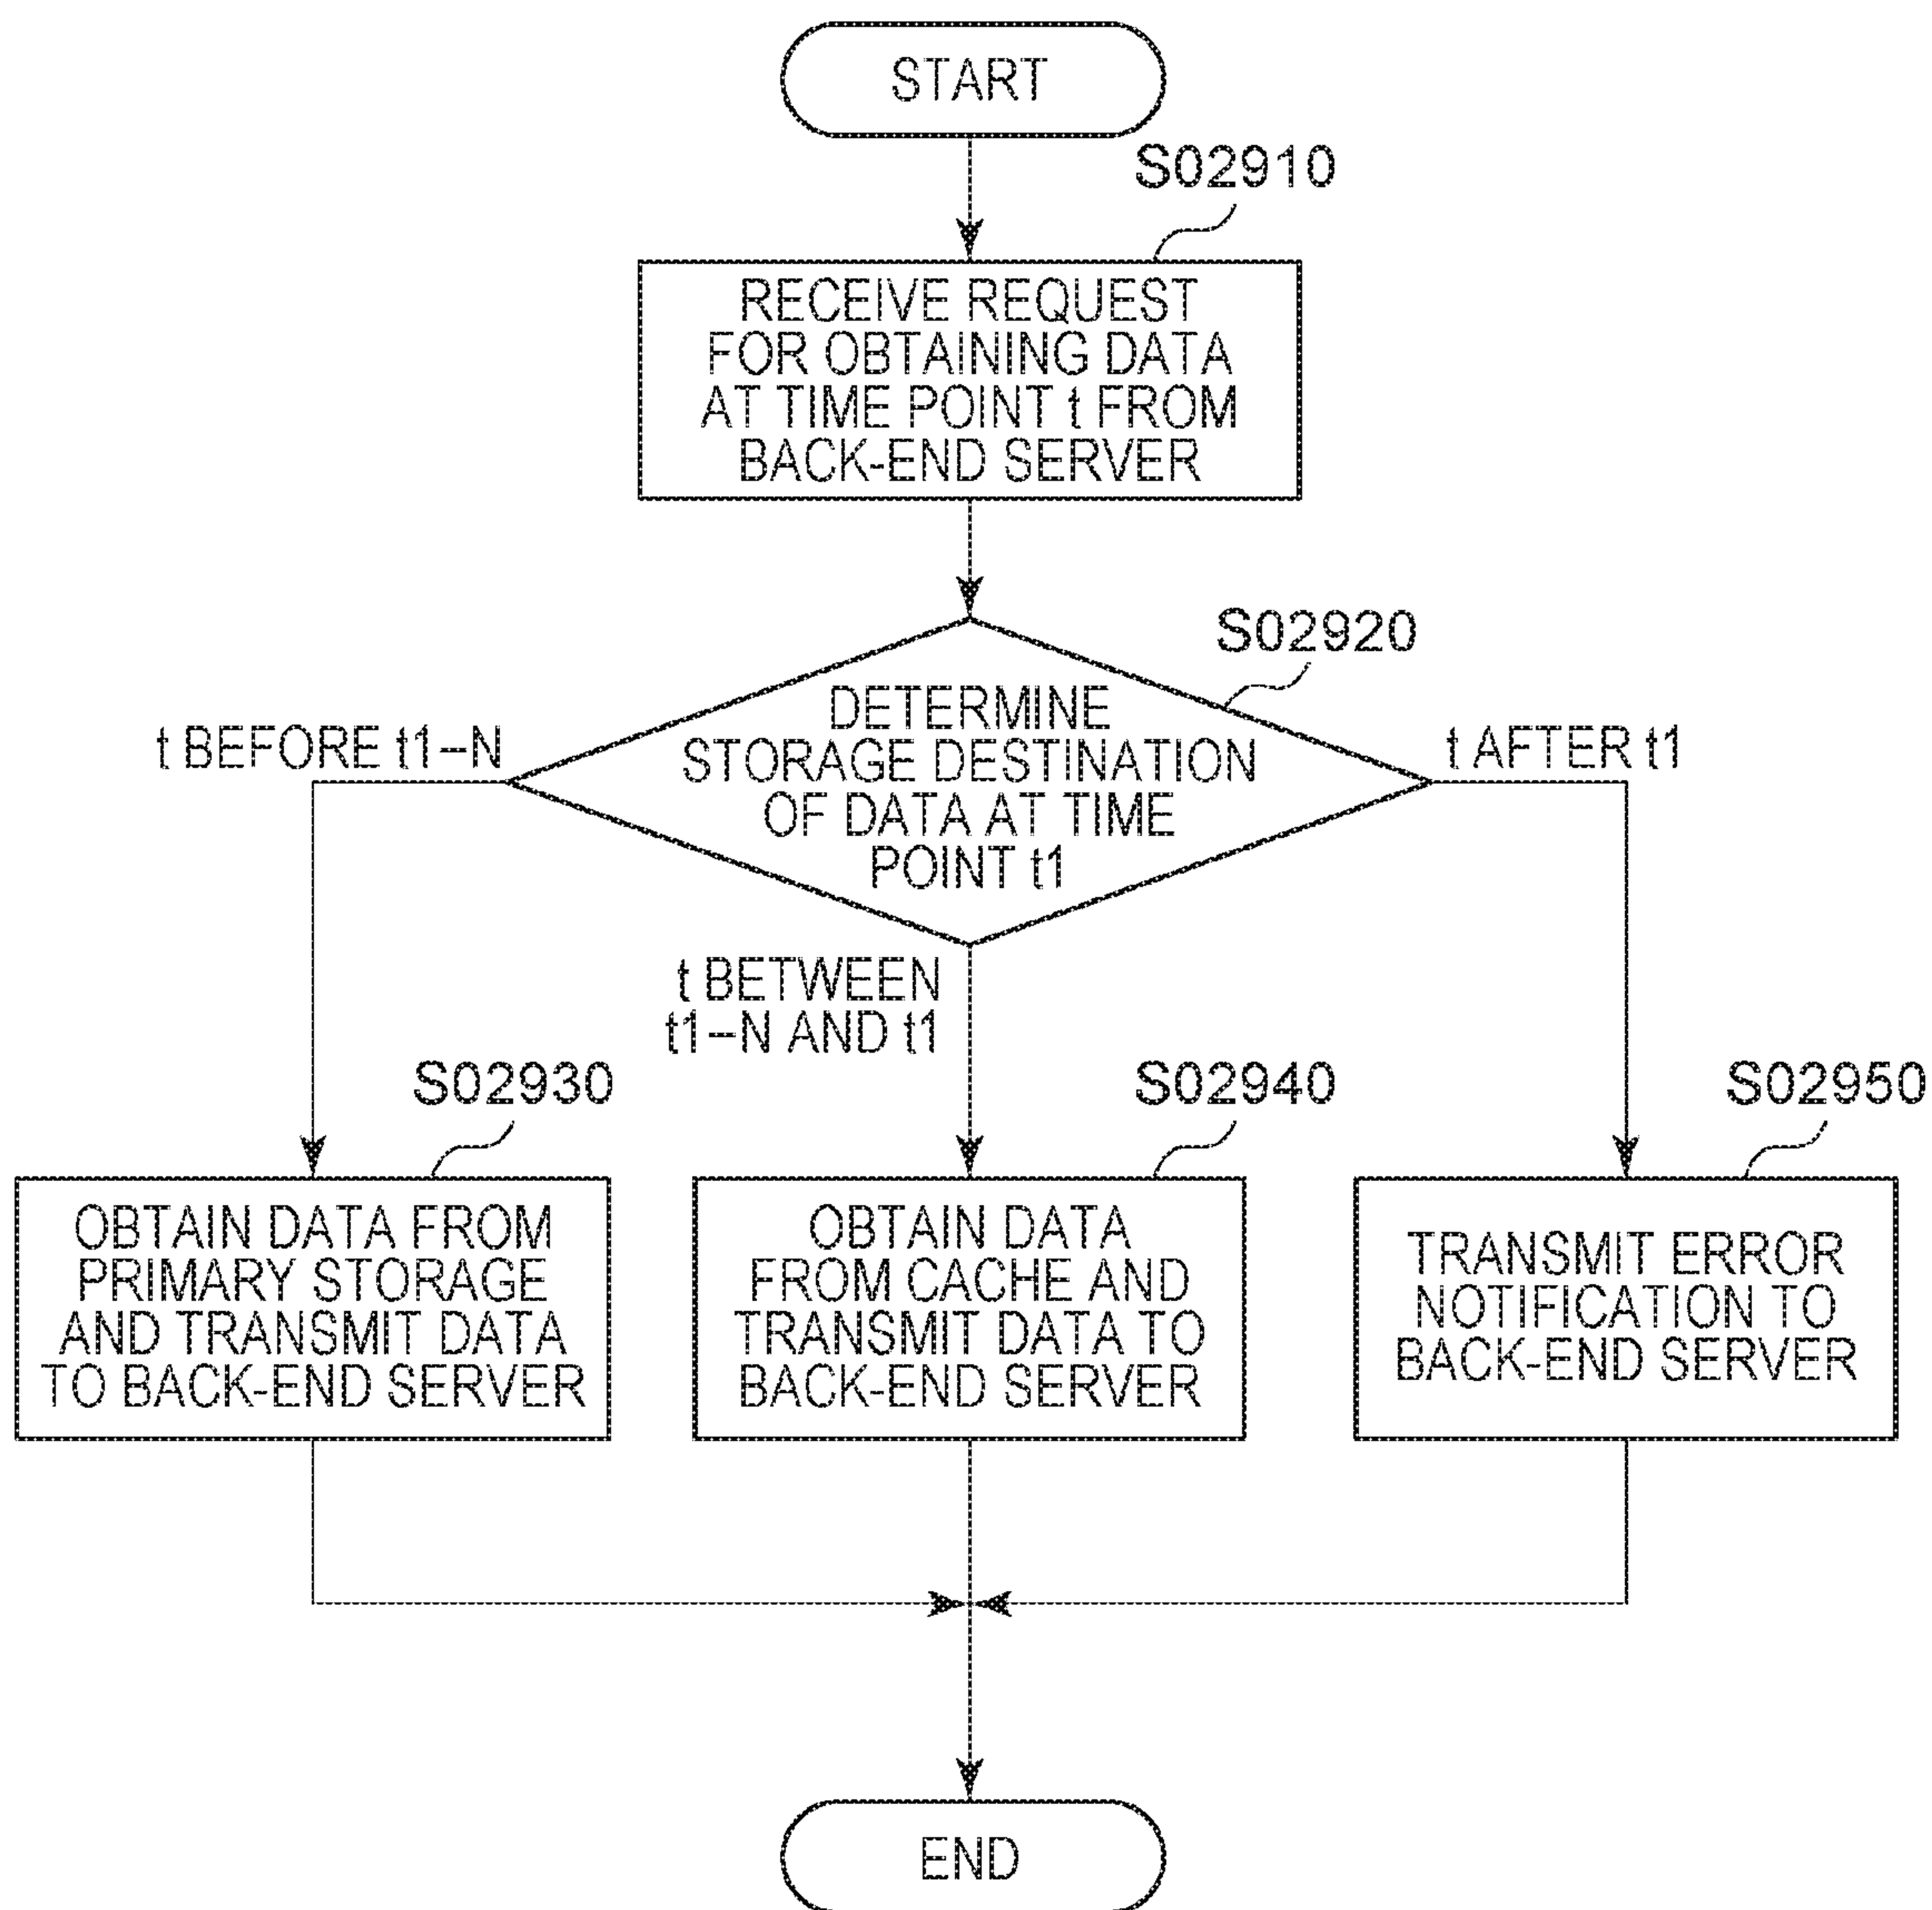 START
S02910
RECEIVE REQUEST
FOR OBTAINING DATA
AT TIME POINT t FROM
BACK-END SERVER
S02920
DETERMINE
STORAGE DESTINATION
OF DATA AT TIME
POINT t1
t BEFORE t1–N
t AFTER t1
t BETWEEN
t1–N AND t1
S02930
OBTAIN DATA FROM
PRIMARY STORAGE
AND TRANSMIT DATA
TO BACK-END SERVER
S02940
OBTAIN DATA
FROM CACHE AND
TRANSMIT DATA TO
BACK-END SERVER
S02950
TRANSMIT ERROR
NOTIFICATION TO
BACK-END SERVER
END